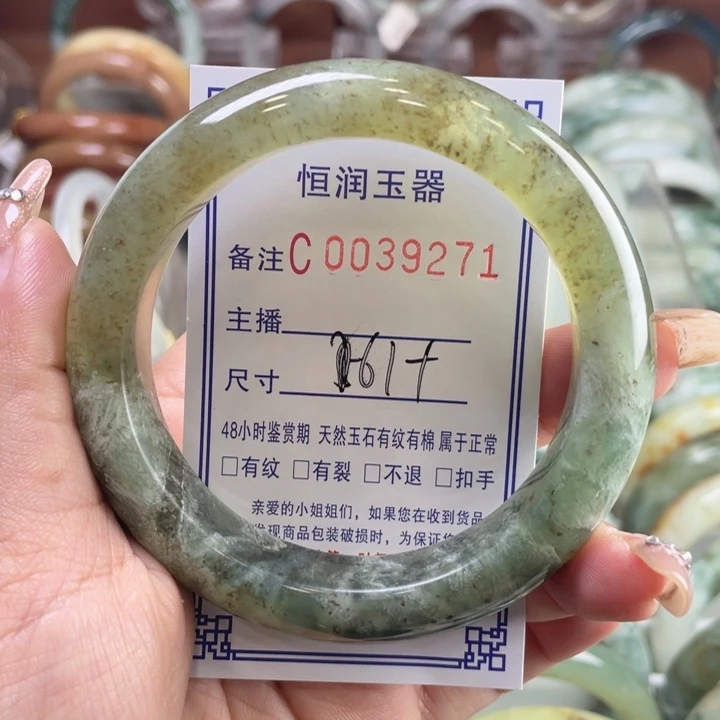 恒润玉器
备注C0039271
主播
尺寸 61+
48小时鉴赏期 天然玉石有纹有棉 属于正常
□有纹 □有裂 □不退 □扣手
亲爱的小姐姐们，如果您在收到货品
发现商品包装破损时，为保证